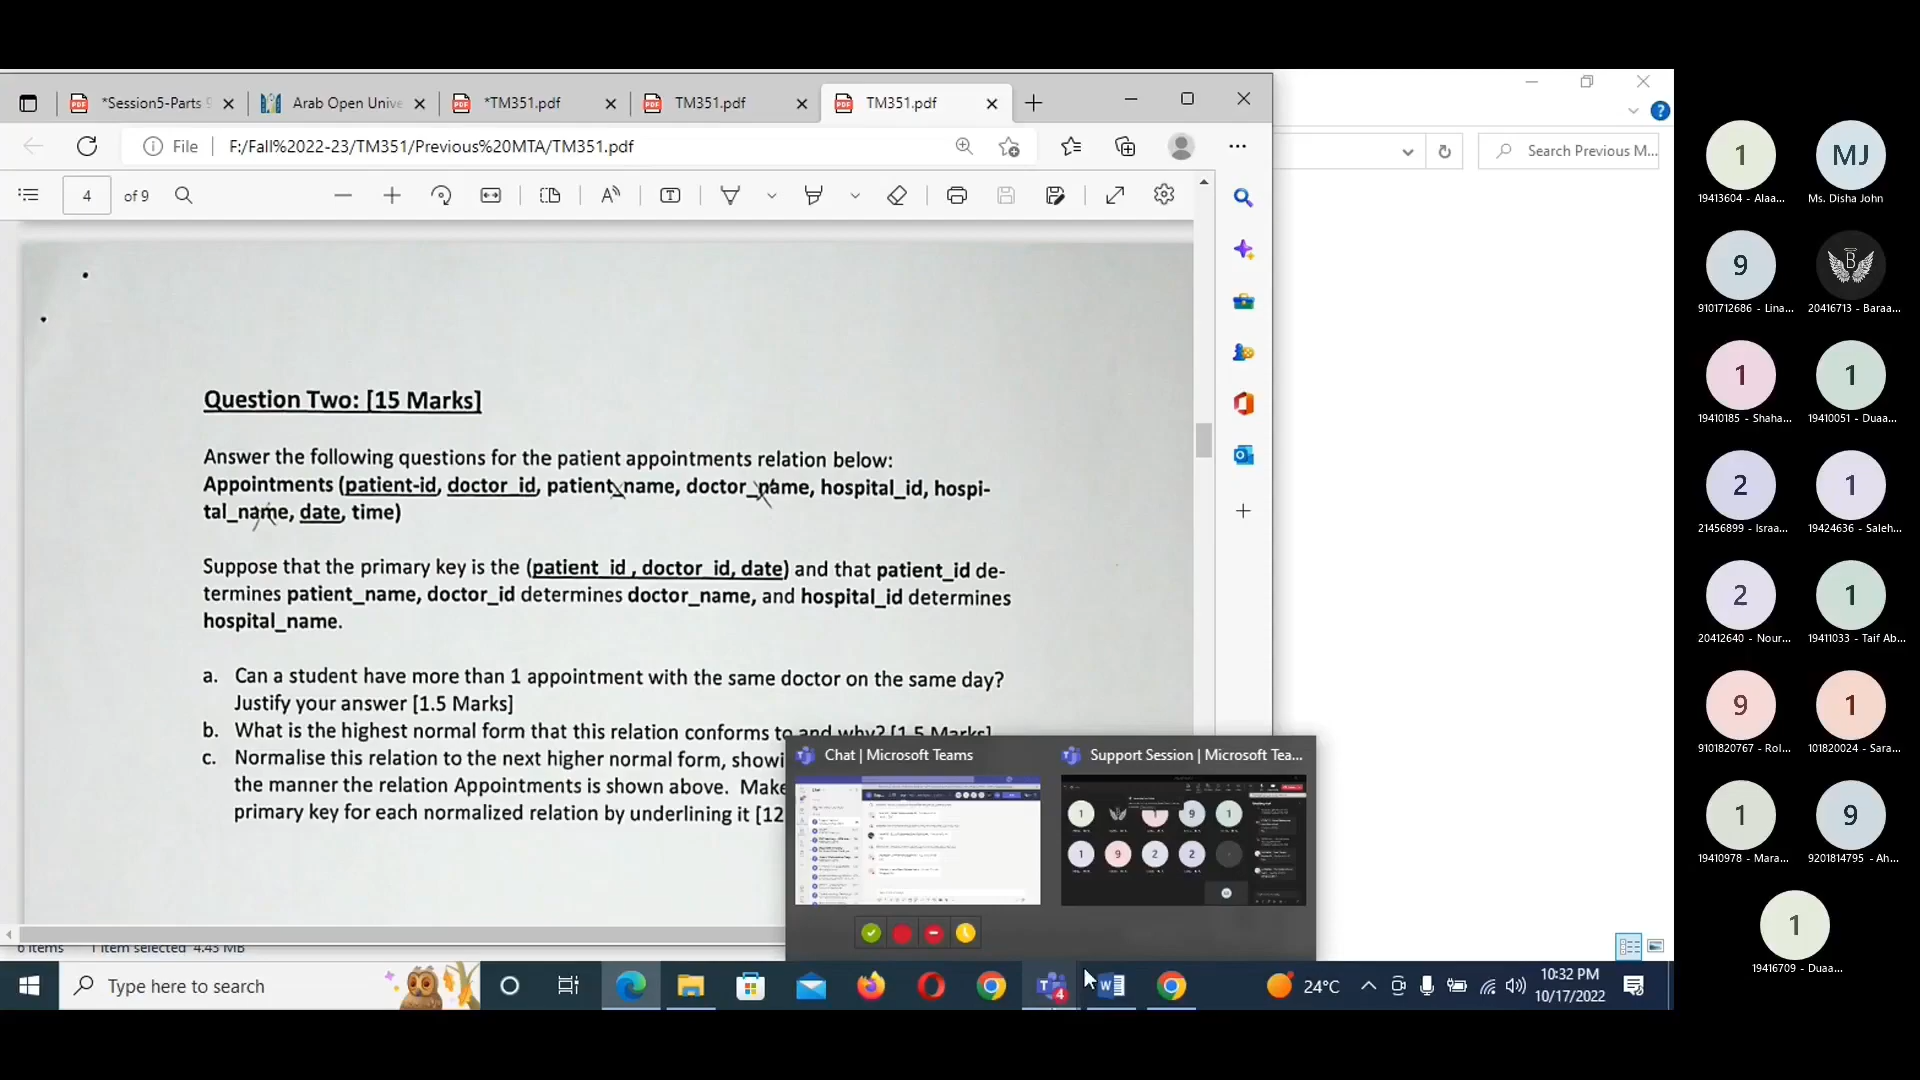 *Session5-Parts
Arab Open Unive
*TM351.pdf
TM351.pdf
TM351.pdf
File
F:/Fall%2022-23/TM351/Previous%20MTA/TM351.pdf
Search Previous M...
4 of 9
Question Two: [15 Marks]
Answer the following questions for the patient appointments relation below:
Appointments (patient-id, doctor_id, patient_name, doctor_name, hospital_id, hospi-
tal_name, date, time)
Suppose that the primary key is the (patient_id , doctor_id, date) and that patient_id de-
termines patient_name, doctor_id determines doctor_name, and hospital_id determines
hospital_name.
a. Can a student have more than 1 appointment with the same doctor on the same day?
Justify your answer [1.5 Marks]
b. What is the highest normal form that this relation conforms to and why? [1.5 Marks]
c. Normalise this relation to the next higher normal form, showi
the manner the relation Appointments is shown above. Make
primary key for each normalized relation by underlining it [12
Chat | Microsoft Teams
Support Session | Microsoft Tea...
6 items 1 item selected 4.43 MB
Type here to search
4
W
24°C
10:32 PM
10/17/2022
1
19413604 - Alaa...
MJ
Ms. Disha John
9
9101712686 - Lina...
B
20416713 - Baraa...
1
19410185 - Shaha...
1
19410051 - Duaa...
2
21456899 - Israa...
1
19424636 - Saleh...
2
20412640 - Nour...
1
19411033 - Taif Ab...
9
9101820767 - Rol...
1
101820024 - Sara...
1
19410978 - Mara...
9
9201814795 - Ah...
1
19416709 - Duaa...